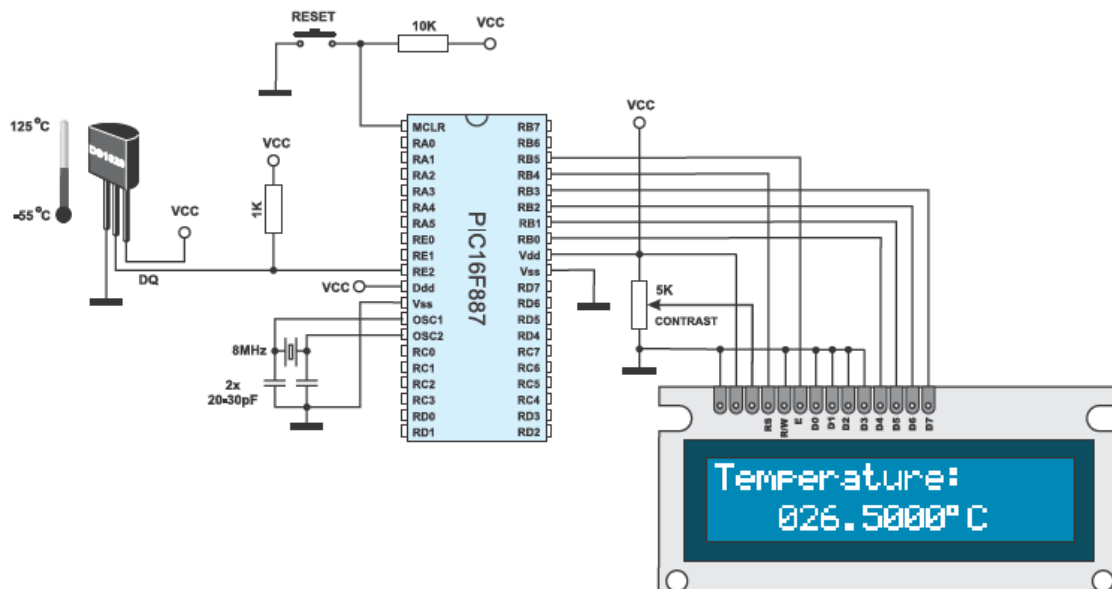 RESET
10K
VCC
125°C
-55°C
DS1820
VCC
DQ
VCC
1K
VCC
8MHz
2x
20-30pF
MCLR
RA0
RA1
RA2
RA3
RA4
RA5
RE0
RE1
RE2
Ddd
Vss
OSC1
OSC2
RC0
RC1
RC2
RC3
RD0
RD1
PIC16F887
RB7
RB6
RB5
RB4
RB3
RB2
RB1
RB0
Vdd
Vss
RD7
RD6
RD5
RD4
RC7
RC6
RC5
RC4
RD3
RD2
VCC
5K
CONTRAST
RS R/W E D0 D1 D2 D3 D4 D5 D6 D7
Temperature:
026.5000°C